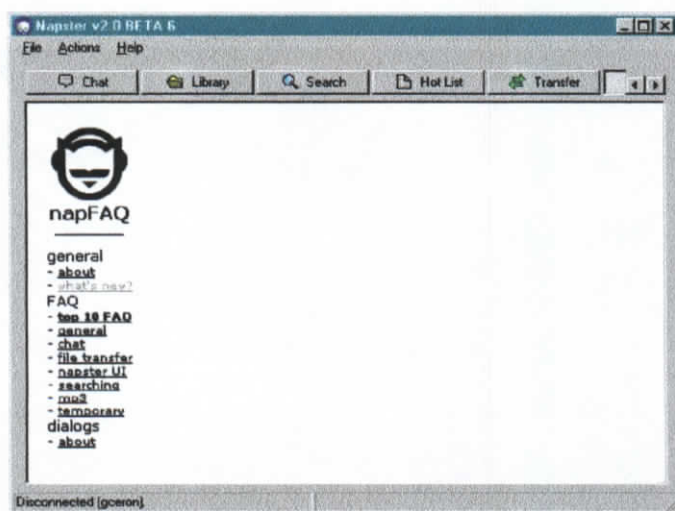 Napster v2.0 BETA 6
File Actions Help
Chat Library Search Hot List Transfer
napFAQ
general
- about
- what's new?
FAQ
- top 10 FAQ
- general
- chat
- file transfer
- napster UI
- searching
- mp3
- temporary
dialogs
- about
Disconnected [gceron].